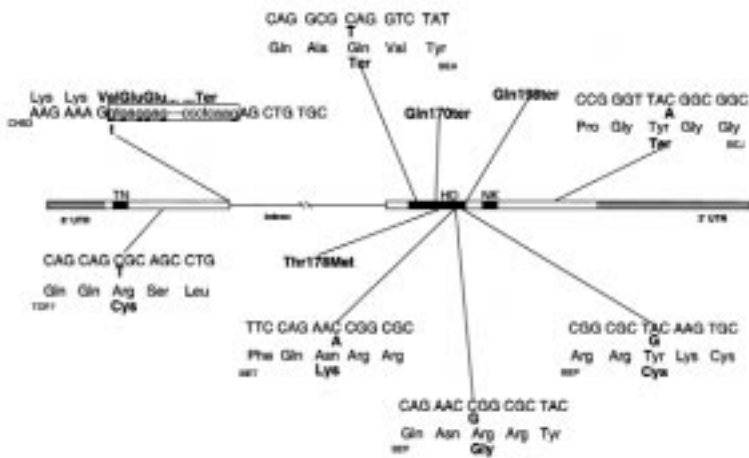 CAG GCG CAG GTC TAT
T
Gln Ala Gln Val Tyr
Ter
Lys Lys ValGluGlu... ...Ter
AAG AAA G gtgaggag AG CTG TGC
t
Gln170ter
Gln198ter
CCG GGT TAC GGC GGC
A
Pro Gly Tyr Gly Gly
Ter
TN
HD
NK
5' UTR
intron
3' UTR
CAG CAG CGC AGC CTG
T
Gln Gln Arg Ser Leu
Cys
Thr178Met
TTC CAG AAC CGG CGC
A
Phe Gln Asn Arg Arg
Lys
CGG CGC TAC AAG TGC
G
Arg Arg Tyr Lys Cys
Cys
CAG AAC CGG CGC TAC
G
Gln Asn Arg Arg Tyr
Gly